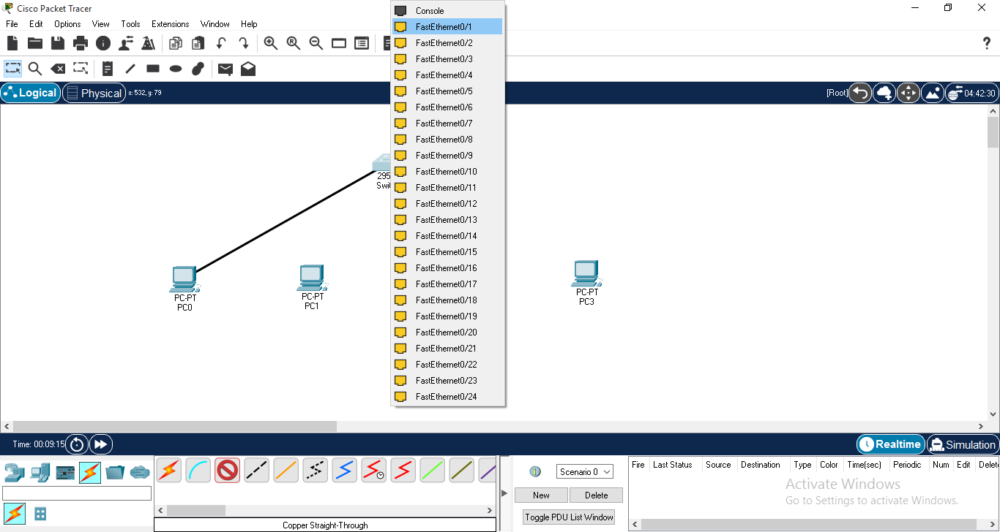 Cisco Packet Tracer
File Edit Options View Tools Extensions Window Help
Logical Physical x: 532, y: 79 [Root] 04:42:30
Console
FastEthernet0/1
FastEthernet0/2
FastEthernet0/3
FastEthernet0/4
FastEthernet0/5
FastEthernet0/6
FastEthernet0/7
FastEthernet0/8
FastEthernet0/9
FastEthernet0/10
FastEthernet0/11
FastEthernet0/12
FastEthernet0/13
FastEthernet0/14
FastEthernet0/15
FastEthernet0/16
FastEthernet0/17
FastEthernet0/18
FastEthernet0/19
FastEthernet0/20
FastEthernet0/21
FastEthernet0/22
FastEthernet0/23
FastEthernet0/24
295
Swit
PC-PT
PC0
PC-PT
PC1
PC-PT
PC3
Time: 00:09:15 Realtime Simulation
Scenario 0
New Delete
Toggle PDU List Window
Fire Last Status Source Destination Type Color Time(sec) Periodic Num Edit Delet
Activate Windows
Go to Settings to activate Windows.
Copper Straight-Through